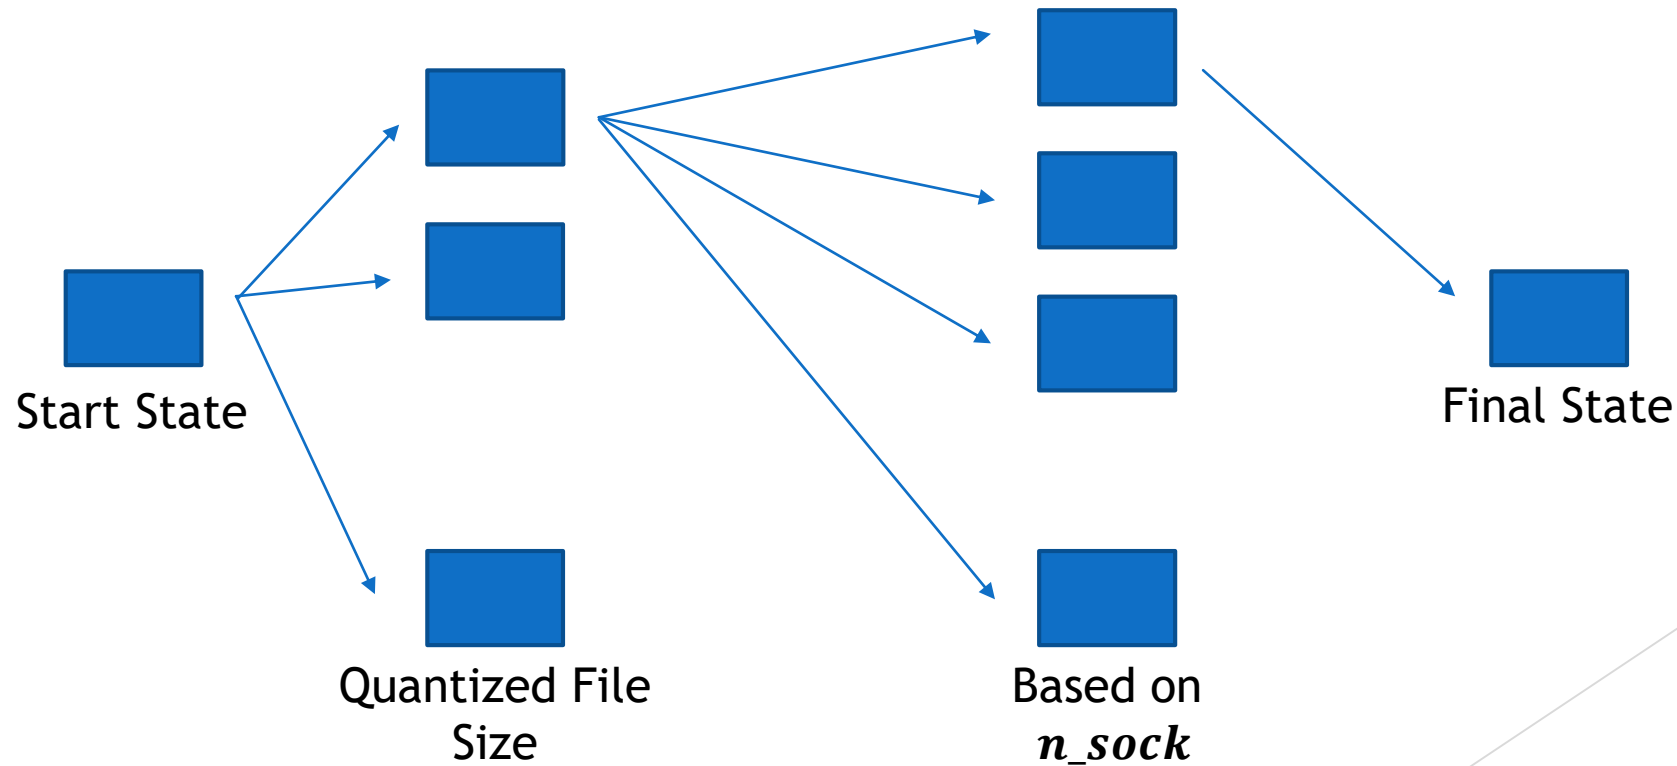 Start State
Final State
Quantized File
Size
Based on
n_sock